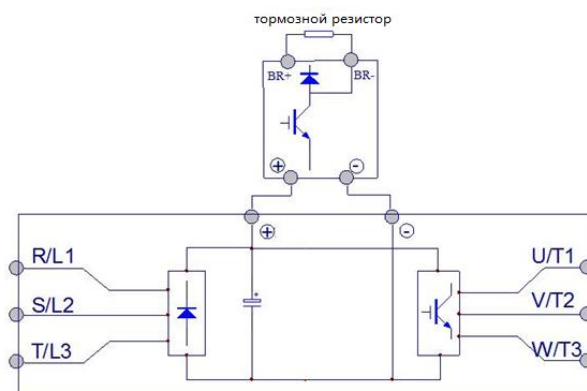 тормозной резистор
BR+ BR-
+ -
+ -
R/L1 U/T1
S/L2 V/T2
T/L3 W/T3
+